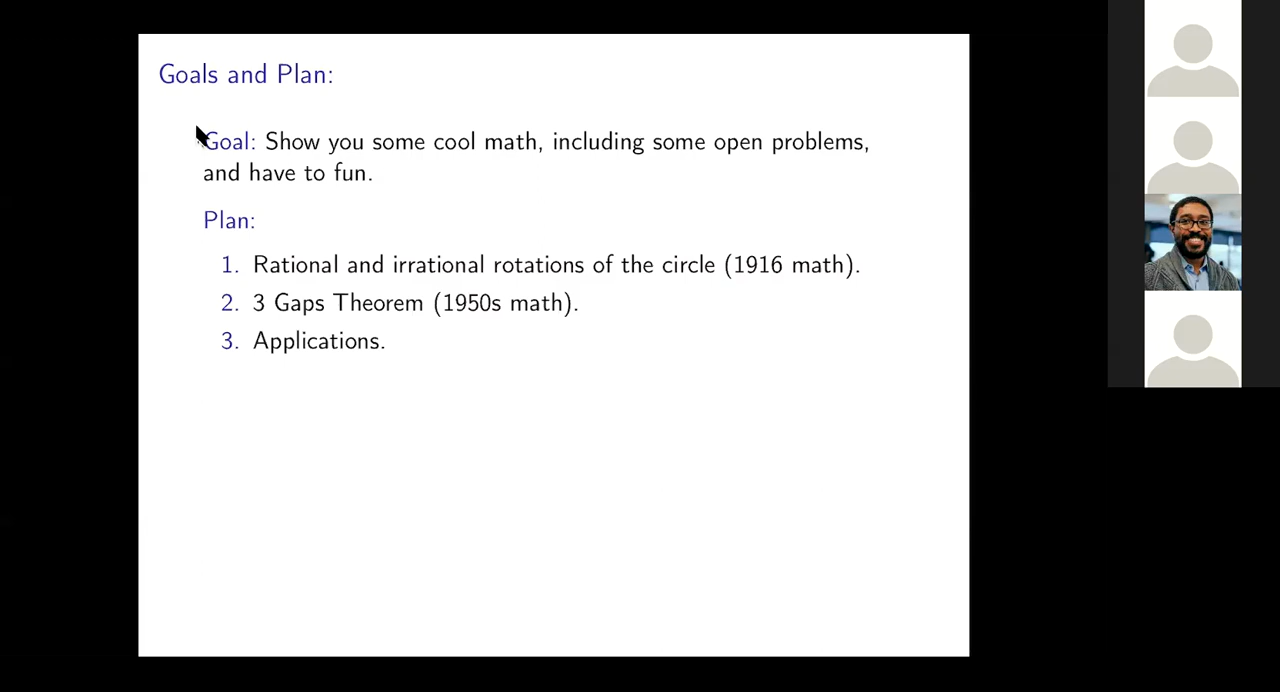 Goals and Plan:
Goal: Show you some cool math, including some open problems,
and have to fun.
Plan:
1. Rational and irrational rotations of the circle (1916 math).
2. 3 Gaps Theorem (1950s math).
3. Applications.